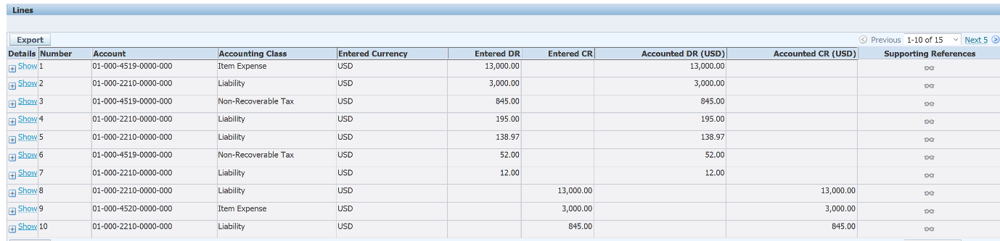 Lines
Export Previous 1-10 of 15 Next 5
Details Number Account Accounting Class Entered Currency Entered DR Entered CR Accounted DR (USD) Accounted CR (USD) Supporting References
Show 1 01-000-4519-0000-000 Item Expense USD 13,000.00 13,000.00
Show 2 01-000-2210-0000-000 Liability USD 3,000.00 3,000.00
Show 3 01-000-4519-0000-000 Non-Recoverable Tax USD 845.00 845.00
Show 4 01-000-2210-0000-000 Liability USD 195.00 195.00
Show 5 01-000-2210-0000-000 Liability USD 138.97 138.97
Show 6 01-000-4519-0000-000 Non-Recoverable Tax USD 52.00 52.00
Show 7 01-000-2210-0000-000 Liability USD 12.00 12.00
Show 8 01-000-2210-0000-000 Liability USD 13,000.00 13,000.00
Show 9 01-000-4520-0000-000 Item Expense USD 3,000.00 3,000.00
Show 10 01-000-2210-0000-000 Liability USD 845.00 845.00